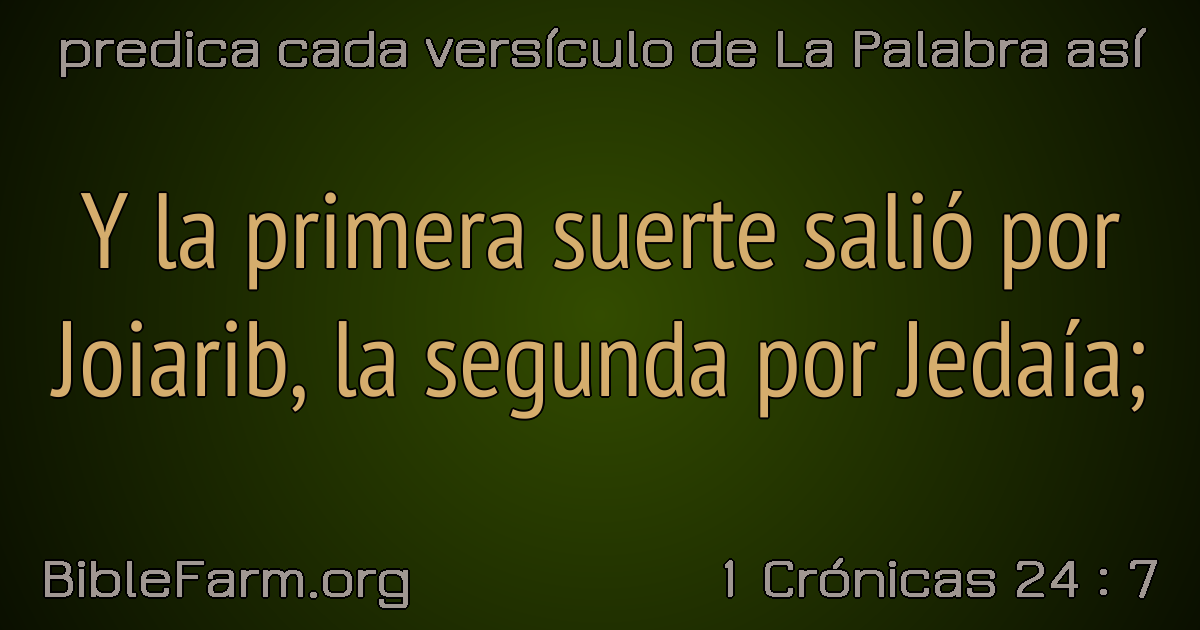 predica cada versículo de La Palabra así
Y la primera suerte salió por
Joiarib, la segunda por Jedaía;
BibleFarm.org
1 Crónicas 24 : 7